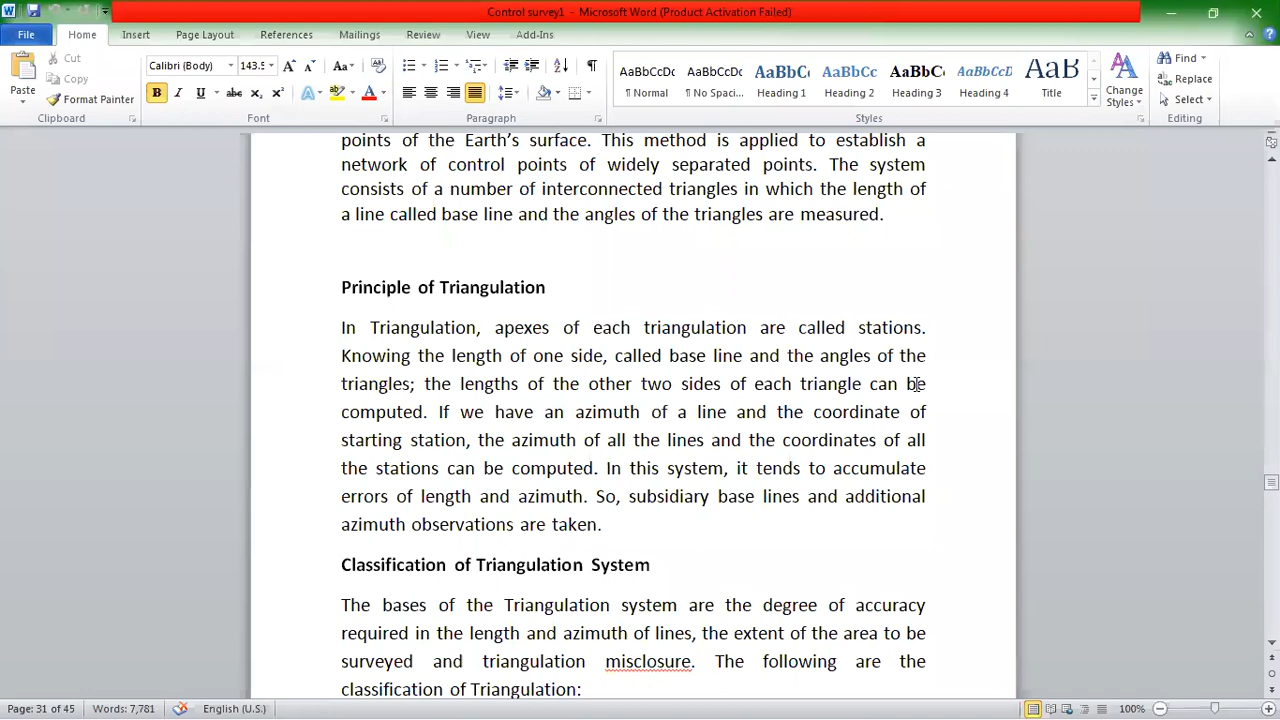 Control survey1 - Microsoft Word (Product Activation Failed)
File Home Insert Page Layout References Mailings Review View Add-Ins
Paste
Cut
Copy
Format Painter
Clipboard
Calibri (Body) 143.5
Font
Paragraph
AaBbCcDc AaBbCcDc AaBbC AaBbCc AaBbC AaBbCcD AaB
¶ Normal ¶ No Spaci... Heading 1 Heading 2 Heading 3 Heading 4 Title
Styles
Change
Styles
Find
Replace
Select
Editing
points of the Earth's surface. This method is applied to establish a
network of control points of widely separated points. The system
consists of a number of interconnected triangles in which the length of
a line called base line and the angles of the triangles are measured.
Principle of Triangulation
In Triangulation, apexes of each triangulation are called stations.
Knowing the length of one side, called base line and the angles of the
triangles; the lengths of the other two sides of each triangle can be
computed. If we have an azimuth of a line and the coordinate of
starting station, the azimuth of all the lines and the coordinates of all
the stations can be computed. In this system, it tends to accumulate
errors of length and azimuth. So, subsidiary base lines and additional
azimuth observations are taken.
Classification of Triangulation System
The bases of the Triangulation system are the degree of accuracy
required in the length and azimuth of lines, the extent of the area to be
surveyed and triangulation misclosure. The following are the
classification of Triangulation:
Page: 31 of 45 Words: 7,781 English (U.S.) 100%